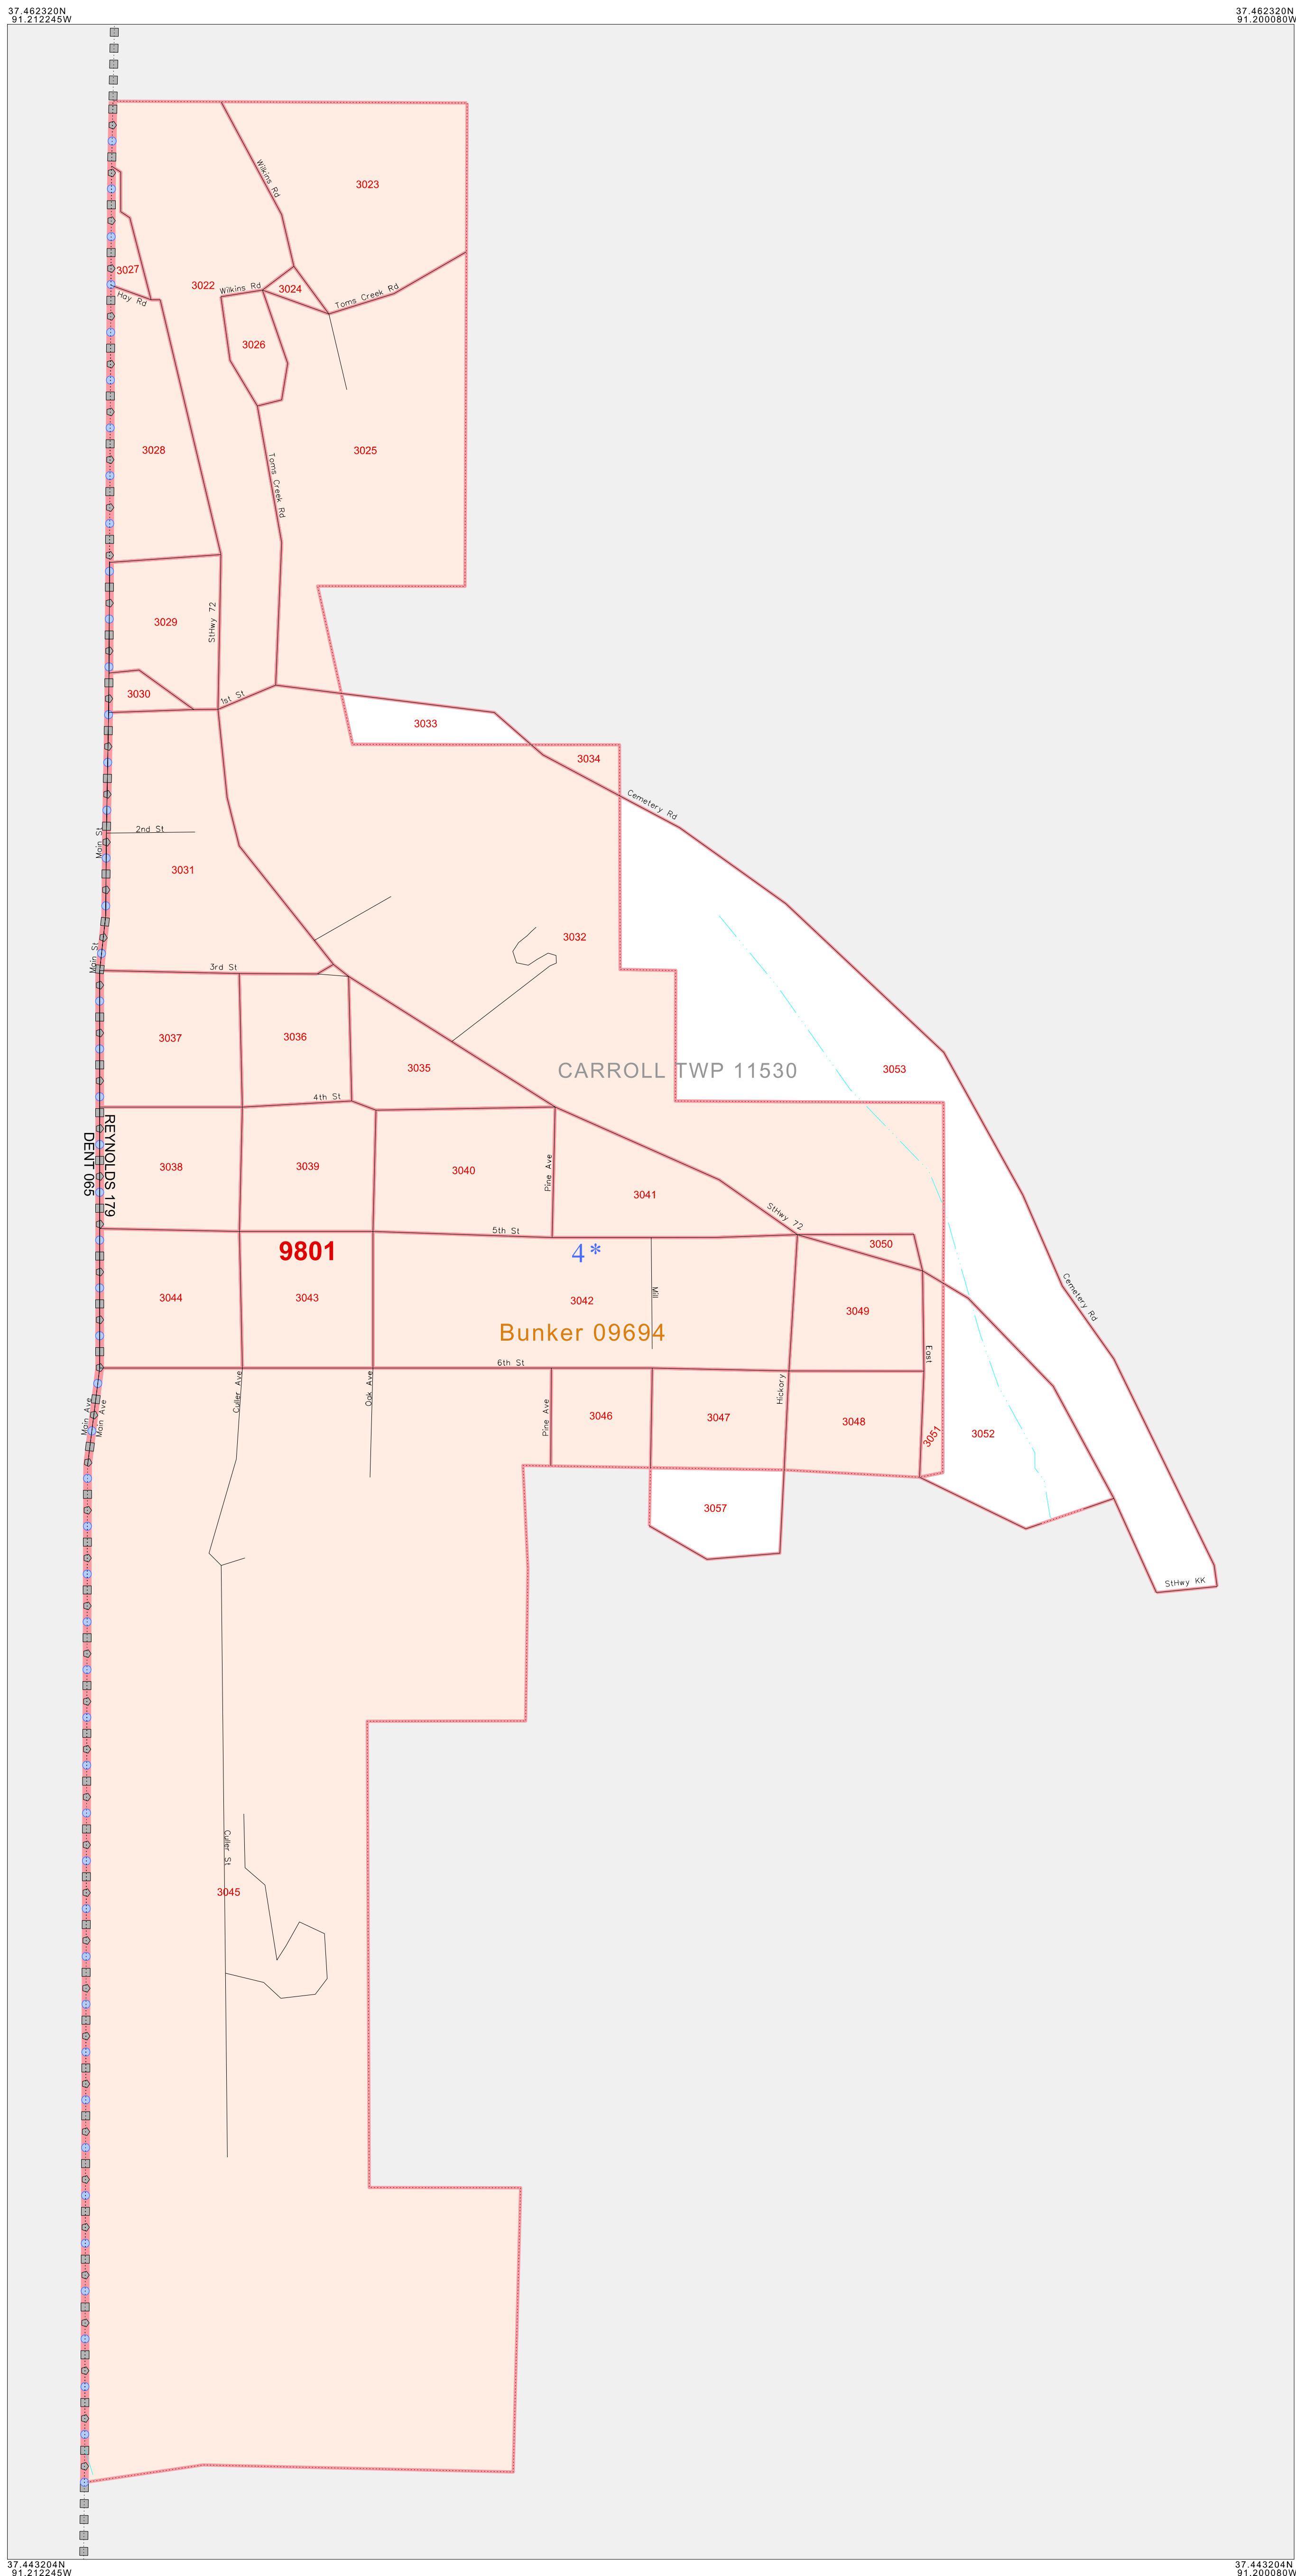 37.462320N
91.212245W
37.462320N
91.200080W
Wilkins Rd
3023
3027
3022
Wilkins Rd
3024
Toms Creek Rd
Hay Rd
3026
3028
3025
Toms Creek Rd
3029
StHwy 72
3030
1st St
3033
3034
Cemetery Rd
2nd St
Main St
3031
3032
Main St
3rd St
3037
3036
3035
CARROLL TWP 11530
3053
4th St
REYNOLDS 179
DENT 065
3038
3039
3040
Pine Ave
3041
StHwy 72
5th St
3050
9801
4*
3044
3043
3042
Mill
3049
Cemetery Rd
Bunker 09694
East
6th St
Culler Ave
Oak Ave
Hickory
Main Ave
Main Ave
Pine Ave
3046
3047
3048
3051
3052
3057
StHwy KK
Culler St
3045
37.443204N
91.212245W
37.443204N
91.200080W